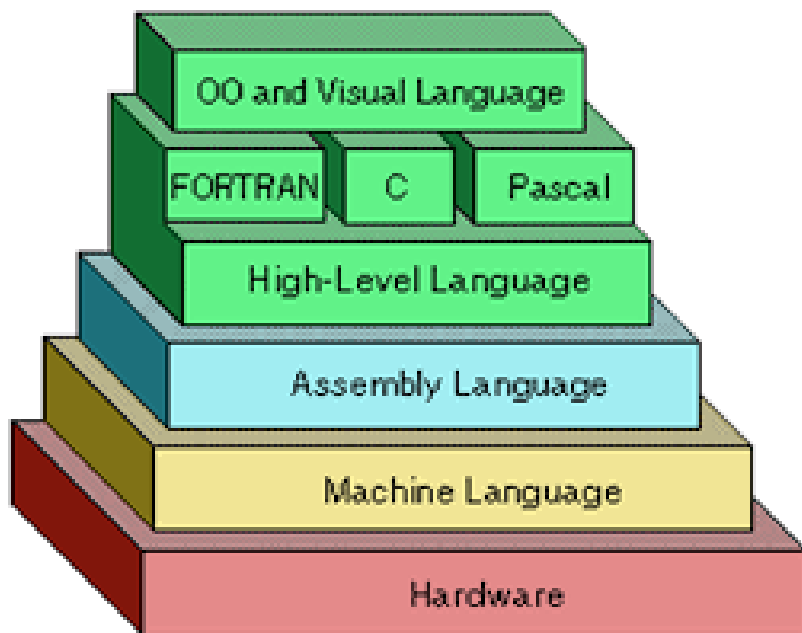 OO and Visual Language
FORTRAN C Pascal
High-Level Language
Assembly Language
Machine Language
Hardware